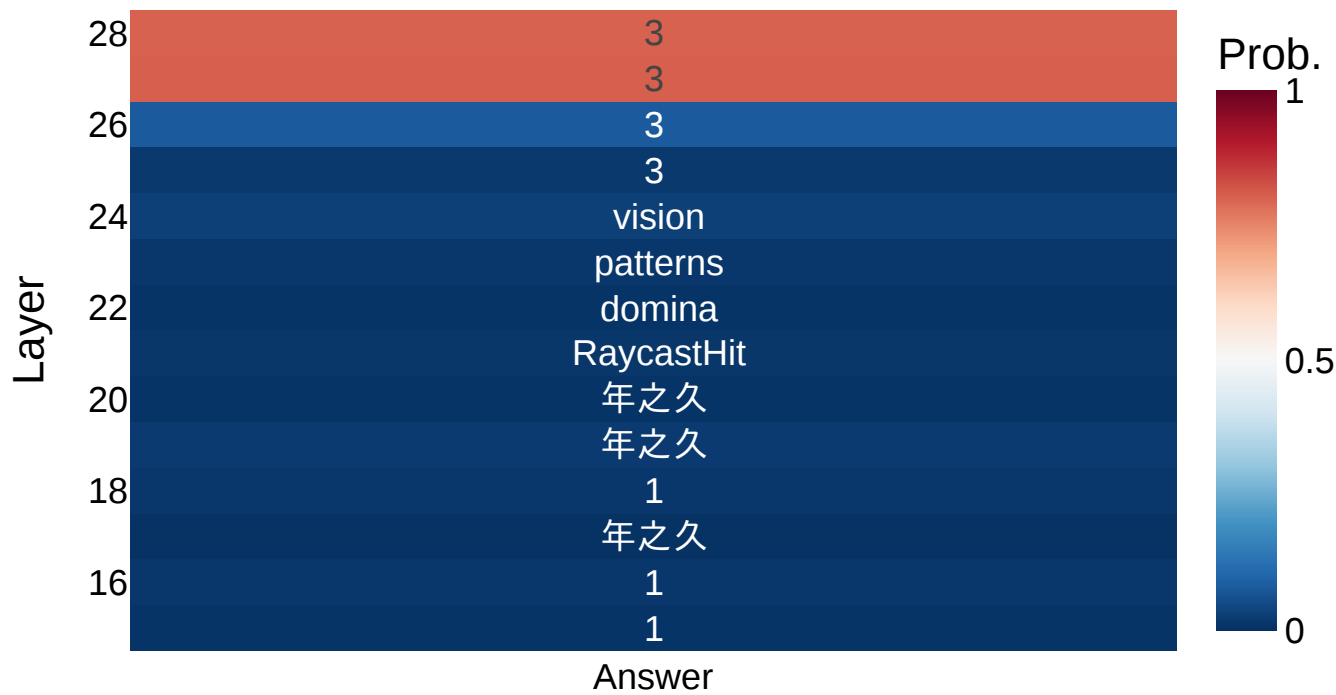 Prob.
28 3
3
26 3
3
24 vision
patterns
22 domina
RaycastHit
20 年之久
年之久
18 1
年之久
16 1
1
Answer
Layer
1
0.5
0